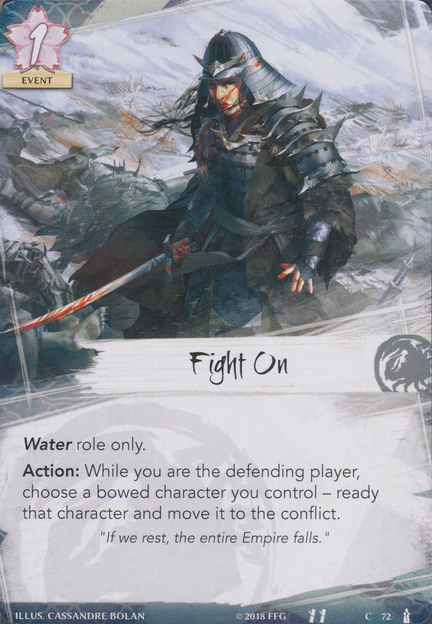 1
EVENT
Fight On
Water role only.
Action: While you are the defending player,
choose a bowed character you control – ready
that character and move it to the conflict.
"If we rest, the entire Empire falls."
ILLUS. CASSANDRE BOLAN © 2018 FFG C 72